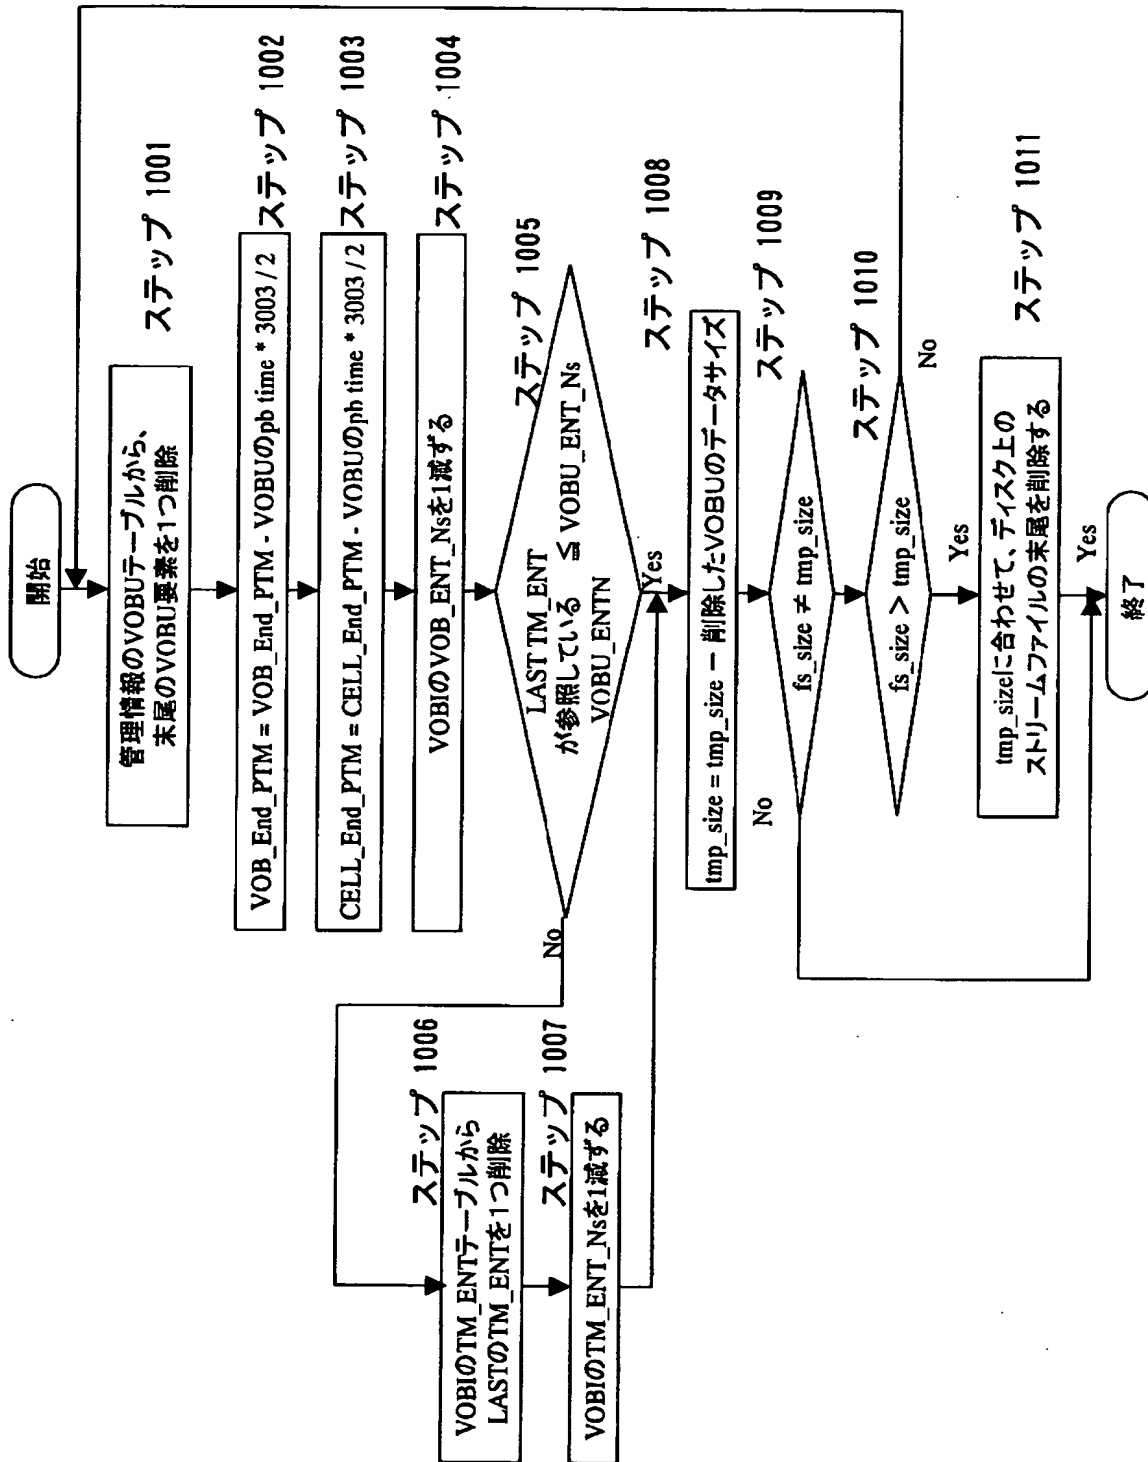 開始
管理情報のVOBUテーブルから、
末尾のVOBU要素を1つ削除
ステップ 1001
VOB_End_PTM = VOB_End_PTM - VOBUのpb time * 3003 / 2
ステップ 1002
CELL_End_PTM = CELL_End_PTM - VOBUのpb time * 3003 / 2
ステップ 1003
VOBIのVOB_ENT_Nsを1減ずる
ステップ 1004
ステップ 1005
LAST TM_ENT
が参照している ≦ VOBU_ENT_Ns
VOBU_ENTN
No
Yes
ステップ 1006
VOBIのTM_ENTテーブルから
LASTのTM_ENTを1つ削除
ステップ 1007
VOBIのTM_ENT_Nsを1減ずる
ステップ 1008
tmp_size = tmp_size − 削除したVOBUのデータサイズ
ステップ 1009
fs_size ≠ tmp_size
No
ステップ 1010
fs_size > tmp_size
No
Yes
ステップ 1011
tmp_sizeに合わせて、ディスク上の
ストリームファイルの末尾を削除する
Yes
終了